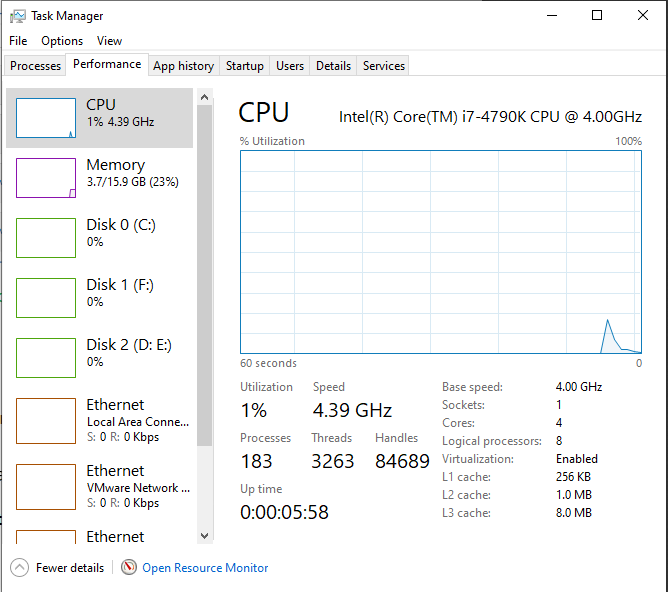 Task Manager
File Options View
Processes Performance App history Startup Users Details Services
CPU
1% 4.39 GHz
Memory
3.7/15.9 GB (23%)
Disk 0 (C:)
0%
Disk 1 (F:)
0%
Disk 2 (D: E:)
0%
Ethernet
Local Area Conne...
S: 0 R: 0 Kbps
Ethernet
VMware Network ...
S: 0 R: 0 Kbps
Ethernet
CPU Intel(R) Core(TM) i7-4790K CPU @ 4.00GHz
% Utilization 100%
60 seconds 0
Utilization Speed
1% 4.39 GHz
Processes Threads Handles
183 3263 84689
Up time
0:00:05:58
Base speed: 4.00 GHz
Sockets: 1
Cores: 4
Logical processors: 8
Virtualization: Enabled
L1 cache: 256 KB
L2 cache: 1.0 MB
L3 cache: 8.0 MB
Fewer details Open Resource Monitor